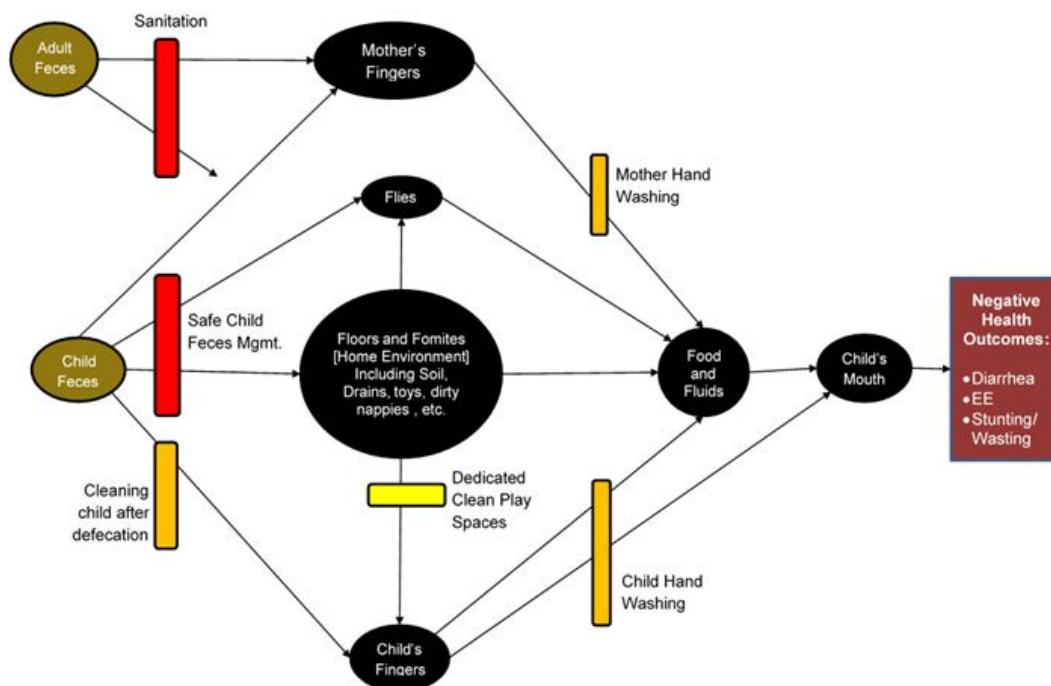 Sanitation
Adult
Feces
Mother's
Fingers
Mother Hand
Washing
Flies
Safe Child
Feces Mgmt.
Child
Feces
Floors and Fomites
[Home Environment]
Including Soil,
Drains, toys, dirty
nappies , etc.
Food
and
Fluids
Child's
Mouth
Negative
Health
Outcomes:
•Diarrhea
•EE
•Stunting/
Wasting
Cleaning
child after
defecation
Dedicated
Clean Play
Spaces
Child Hand
Washing
Child's
Fingers